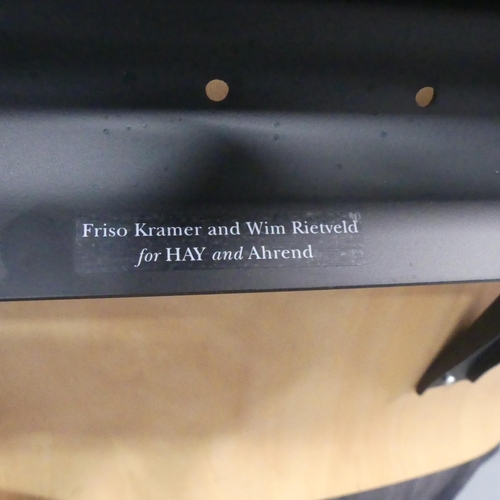 Friso Kramer and Wim Rietveld
for HAY and Ahrend